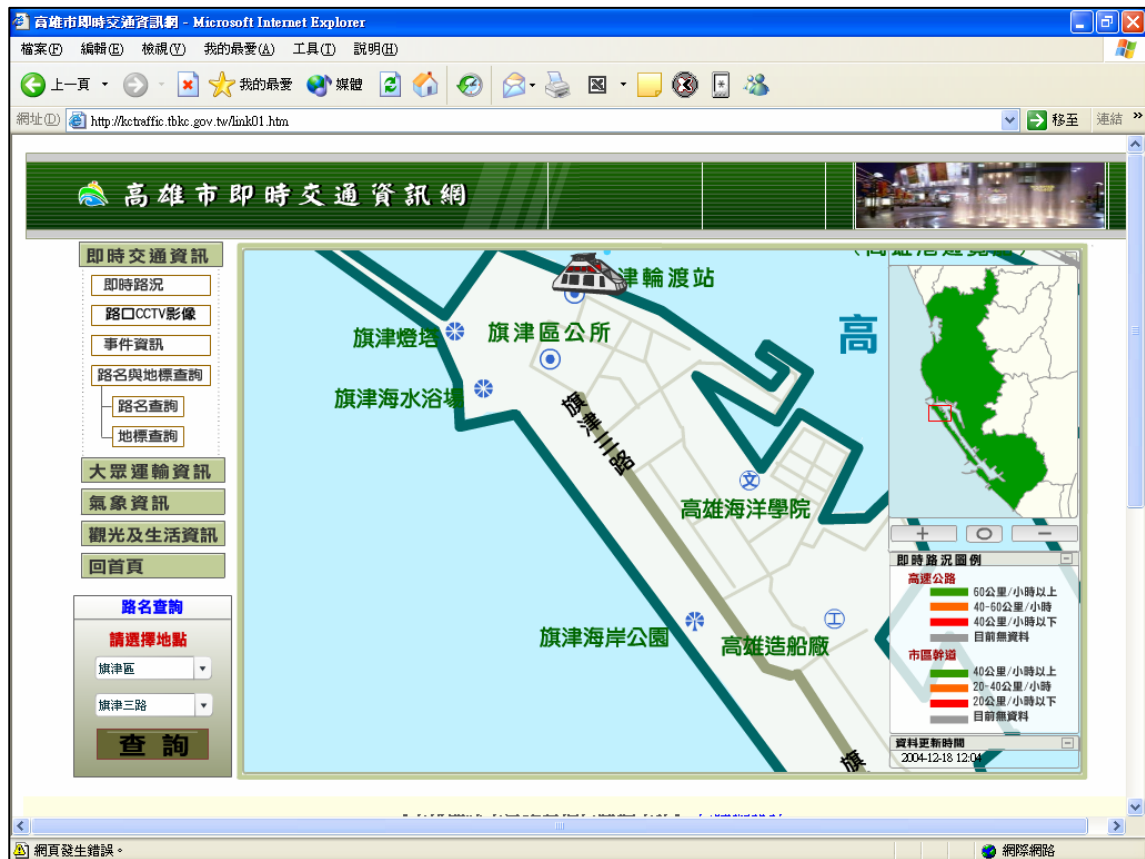 高雄市即時交通資訊網 - Microsoft Internet Explorer
檔案(F) 編輯(E) 檢視(V) 我的最愛(A) 工具(T) 說明(H)
上一頁 我的最愛 媒體
網址(D) http://kctraffic.tbkc.gov.tw/link01.htm 移至 連結 »
高雄市即時交通資訊網
即時交通資訊
即時路況
路口CCTV影像
事件資訊
路名與地標查詢
路名查詢
地標查詢
大眾運輸資訊
氣象資訊
觀光及生活資訊
回首頁
路名查詢
請選擇地點
旗津區
旗津三路
查詢
津輪渡站
旗津燈塔
旗津區公所
高
旗津海水浴場
旗津三路
文
高雄海洋學院
旗津海岸公園
工
高雄造船廠
旗
即時路況圖例
高速公路
60公里/小時以上
40-60公里/小時
40公里/小時以下
目前無資料
市區幹道
40公里/小時以上
20-40公里/小時
20公里/小時以下
目前無資料
資料更新時間
2004-12-18 12:04
網頁發生錯誤。 網際網路